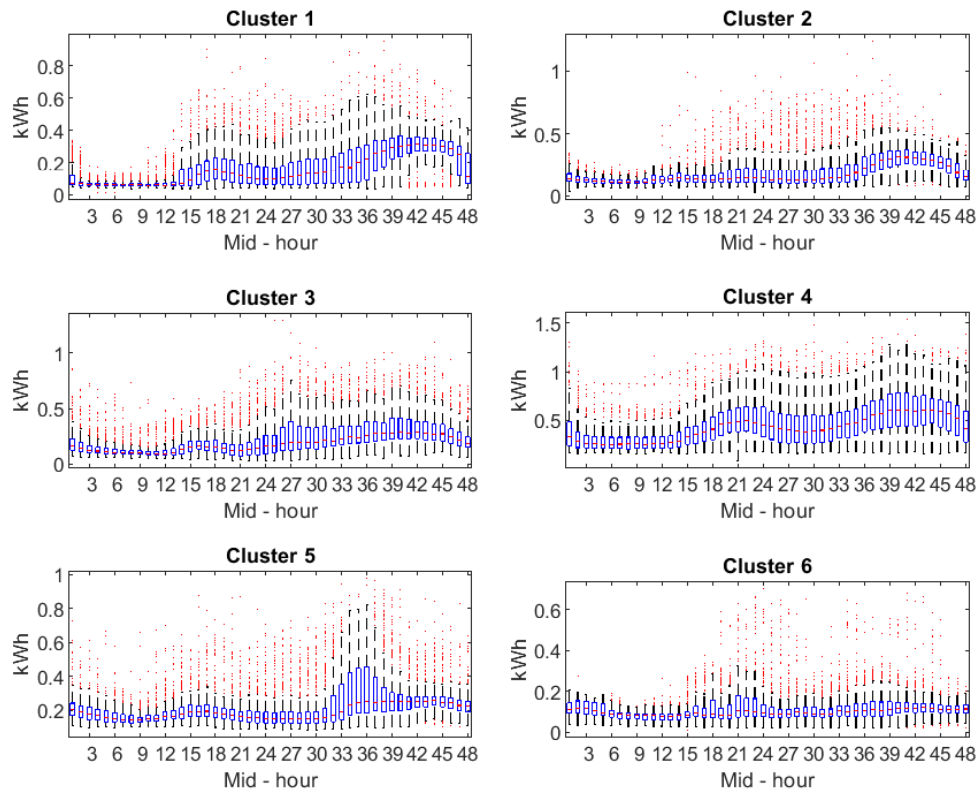 Cluster 1
kWh
0.8
0.6
0.4
0.2
0
3 6 9 12 15 18 21 24 27 30 33 36 39 42 45 48
Mid - hour
Cluster 2
kWh
1
0.5
0
3 6 9 12 15 18 21 24 27 30 33 36 39 42 45 48
Mid - hour
Cluster 3
kWh
1
0.5
0
3 6 9 12 15 18 21 24 27 30 33 36 39 42 45 48
Mid - hour
Cluster 4
kWh
1.5
1
0.5
3 6 9 12 15 18 21 24 27 30 33 36 39 42 45 48
Mid - hour
Cluster 5
kWh
1
0.8
0.6
0.4
0.2
3 6 9 12 15 18 21 24 27 30 33 36 39 42 45 48
Mid - hour
Cluster 6
kWh
0.6
0.4
0.2
0
3 6 9 12 15 18 21 24 27 30 33 36 39 42 45 48
Mid - hour